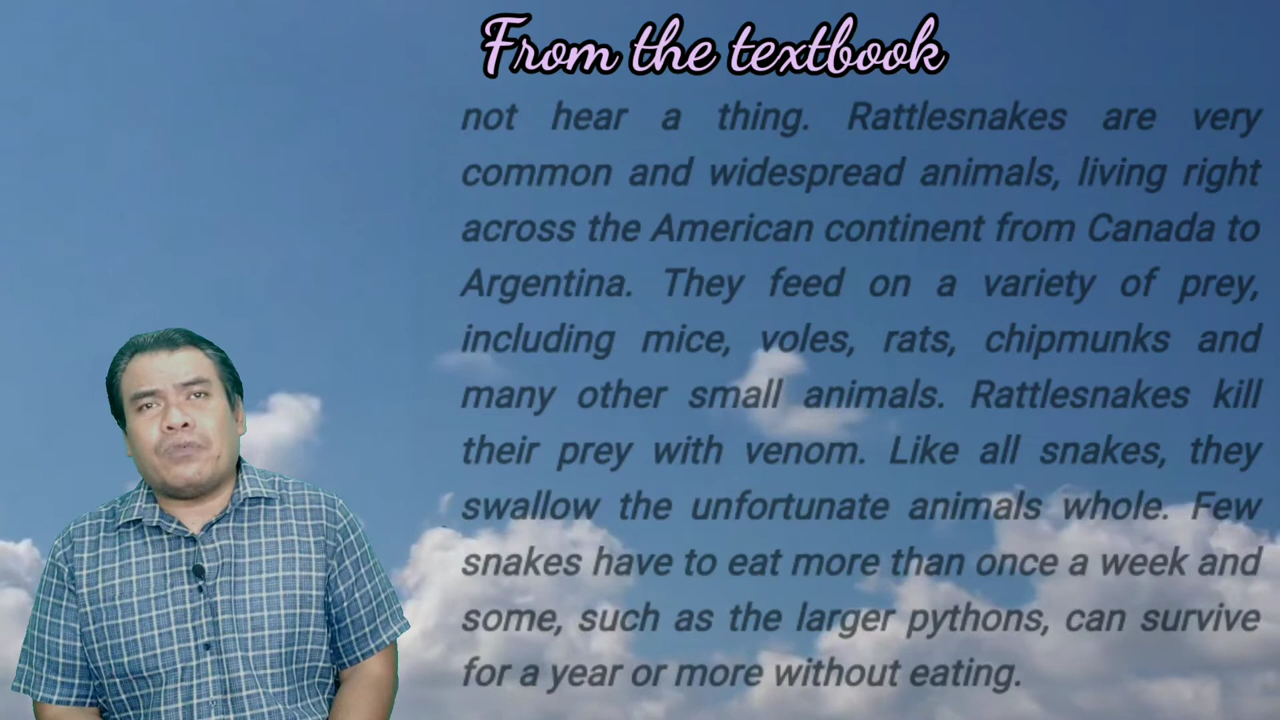 From the textbook
not hear a thing. Rattlesnakes are very
common and widespread animals, living right
across the American continent from Canada to
Argentina. They feed on a variety of prey,
including mice, voles, rats, chipmunks and
many other small animals. Rattlesnakes kill
their prey with venom. Like all snakes, they
swallow the unfortunate animals whole. Few
snakes have to eat more than once a week and
some, such as the larger pythons, can survive
for a year or more without eating.